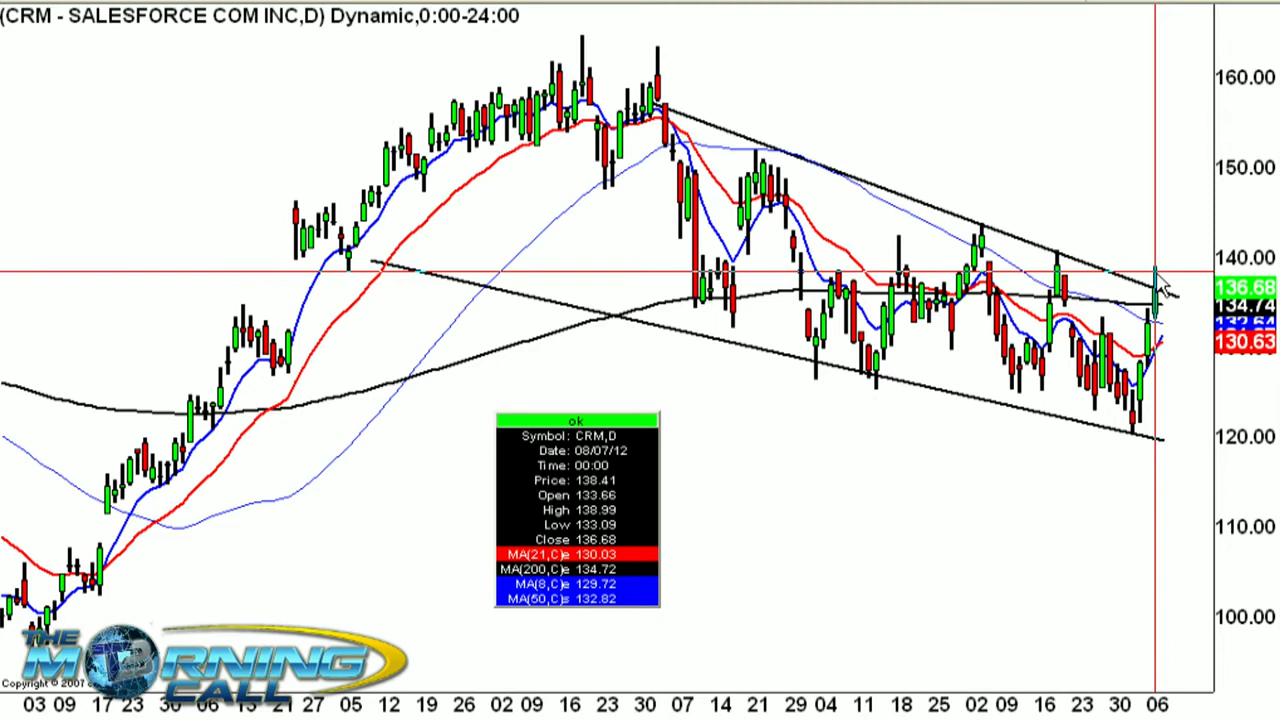 (CRM - SALESFORCE COM INC,D) Dynamic,0:00-24:00
160.00
150.00
140.00
136.68
134.74
132.64
130.63
120.00
110.00
100.00
ok
Symbol: CRM,D
Date: 08/07/12
Time: 00:00
Price: 138.41
Open 133.66
High 138.99
Low 133.09
Close 136.68
MA(21,C)e 130.03
MA(200,C)e 134.72
MA(8,C)e 129.72
MA(50,C)s 132.82
THE
MORNING
CALL
T3
Copyright © 2007
03 09 17 23 30 06 13 21 27 05 12 19 26 02 09 16 23 30 07 14 21 29 04 11 18 25 02 09 16 23 30 06